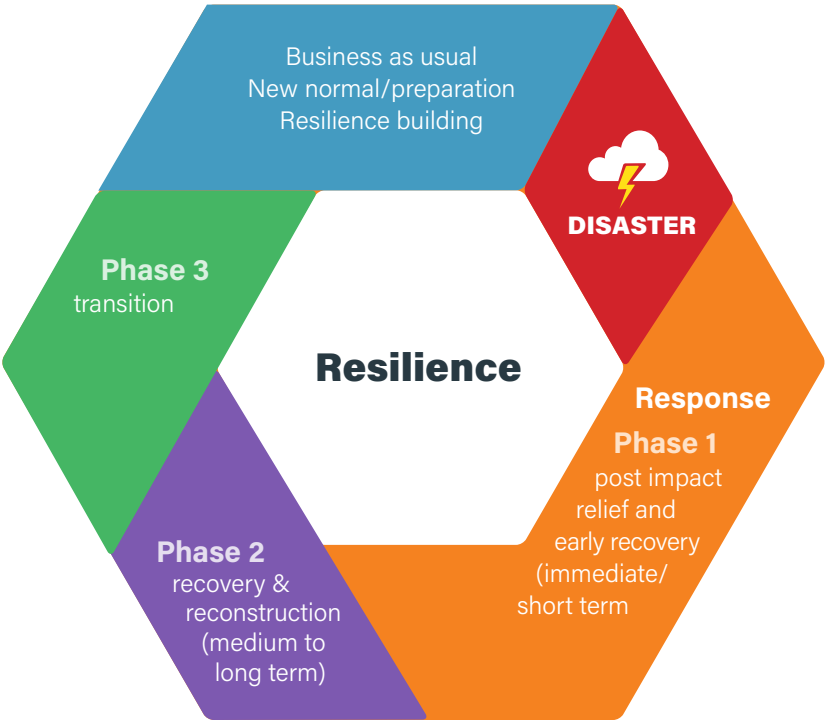 Business as usual
New normal/preparation
Resilience building
DISASTER
Response
Phase 1
post impact
relief and
early recovery
(immediate/
short term
Phase 2
recovery &
reconstruction
(medium to
long term)
Phase 3
transition
Resilience